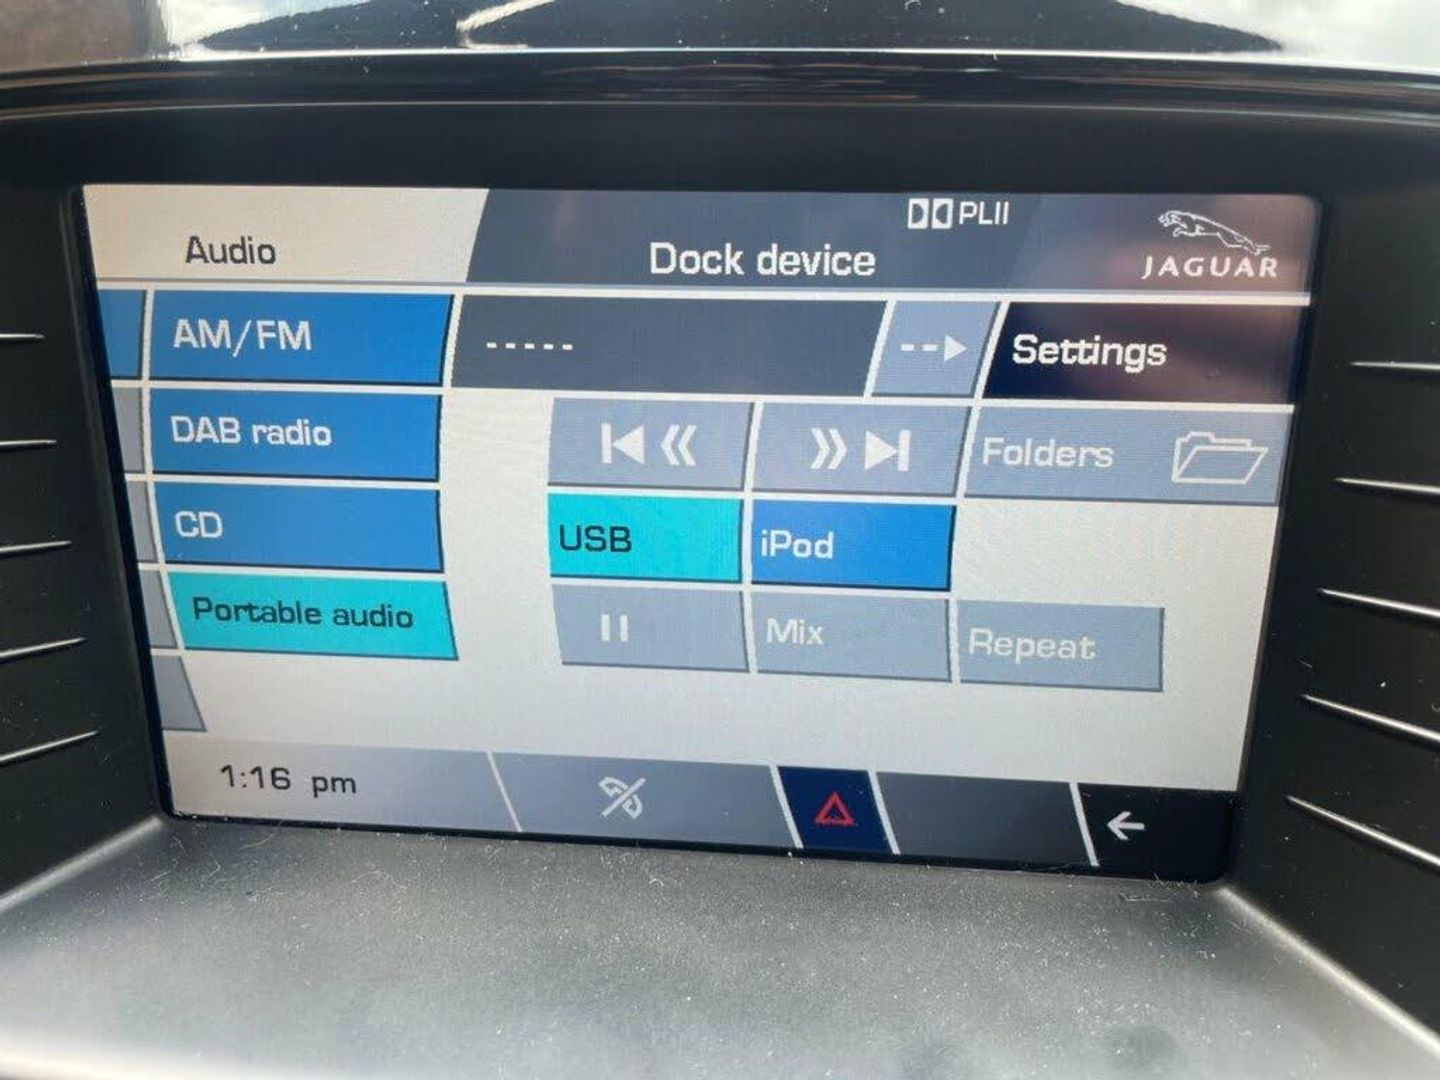 PLII
Audio
Dock device
JAGUAR
AM/FM
-----
Settings
DAB radio
Folders
CD
USB
iPod
Portable audio
Mix
Repeat
1:16 pm